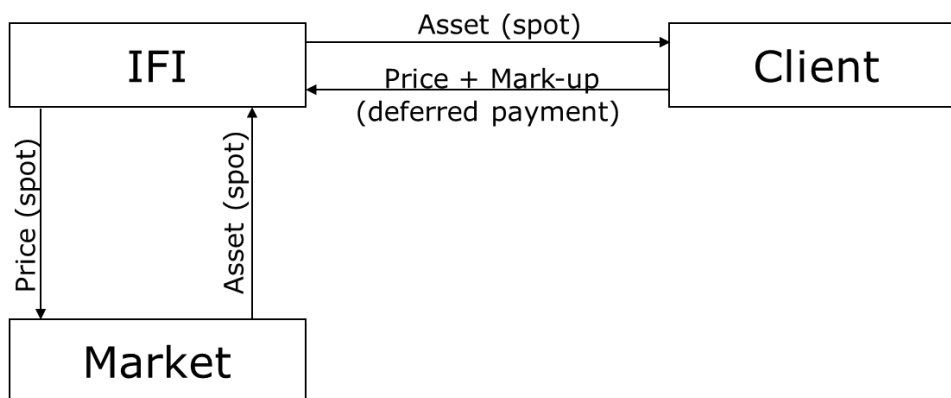 Asset (spot)
IFI
Client
Price + Mark-up
(deferred payment)
Price (spot)
Asset (spot)
Market